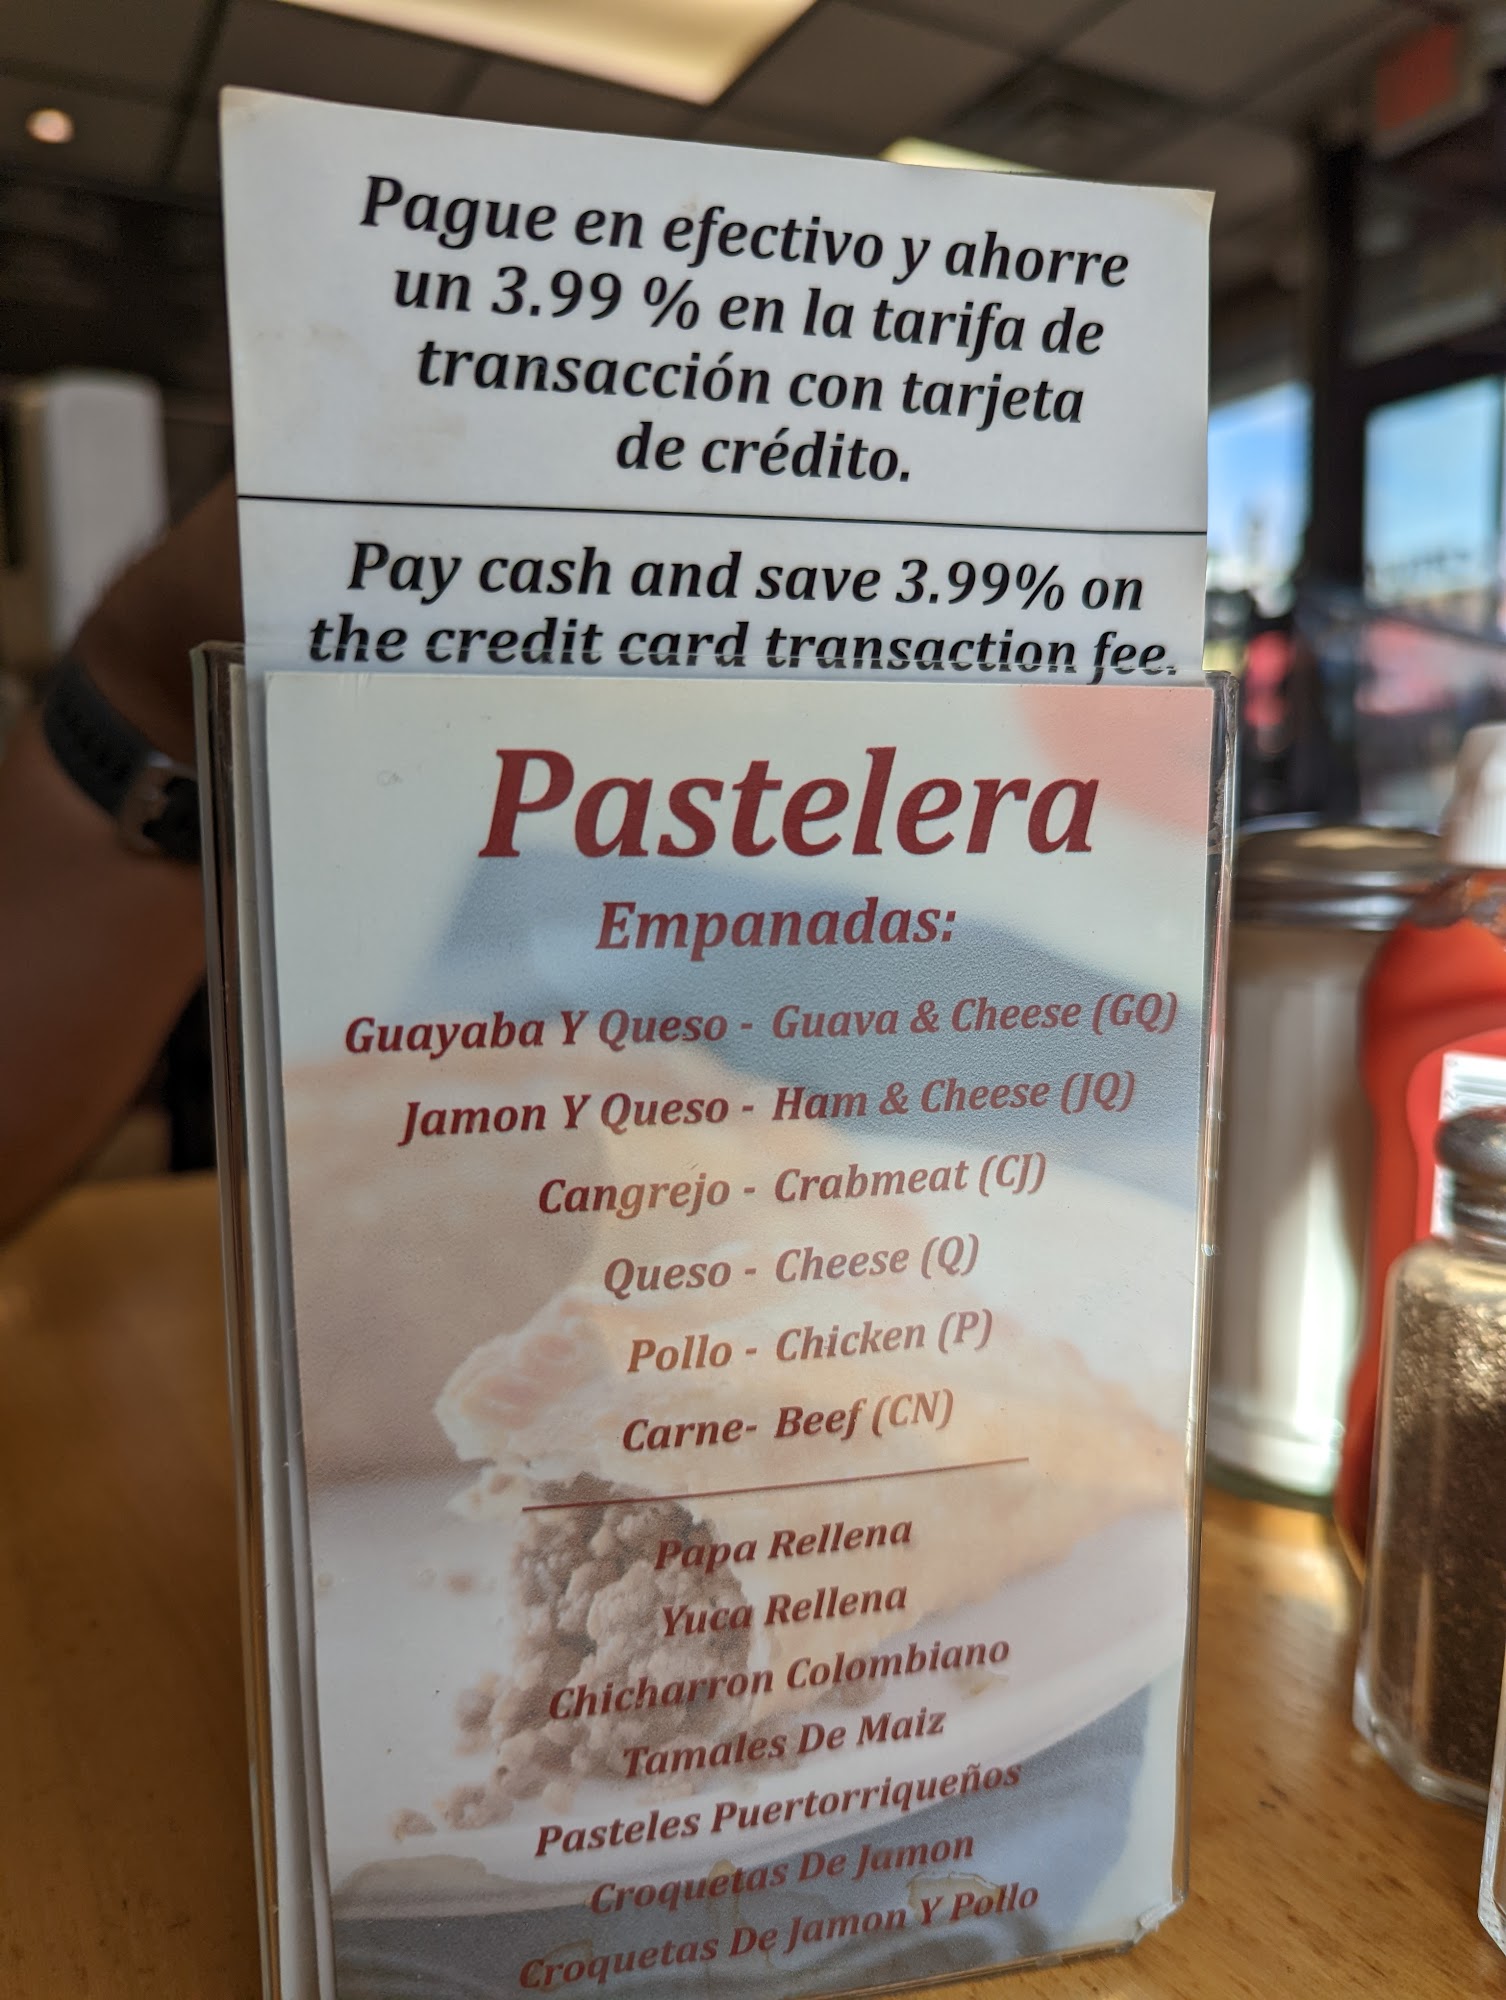 Pague en efectivo y ahorre
un 3.99 % en la tarifa de
transacción con tarjeta
de crédito.
Pay cash and save 3.99% on
the credit card transaction fee.
Pastelera
Empanadas:
Guayaba Y Queso - Guava & Cheese (GQ)
Jamon Y Queso - Ham & Cheese (JQ)
Cangrejo - Crabmeat (CJ)
Queso - Cheese (Q)
Pollo - Chicken (P)
Carne- Beef (CN)
Papa Rellena
Yuca Rellena
Chicharron Colombiano
Tamales De Maiz
Pasteles Puertorriqueños
Croquetas De Jamon
Croquetas De Jamon Y Pollo